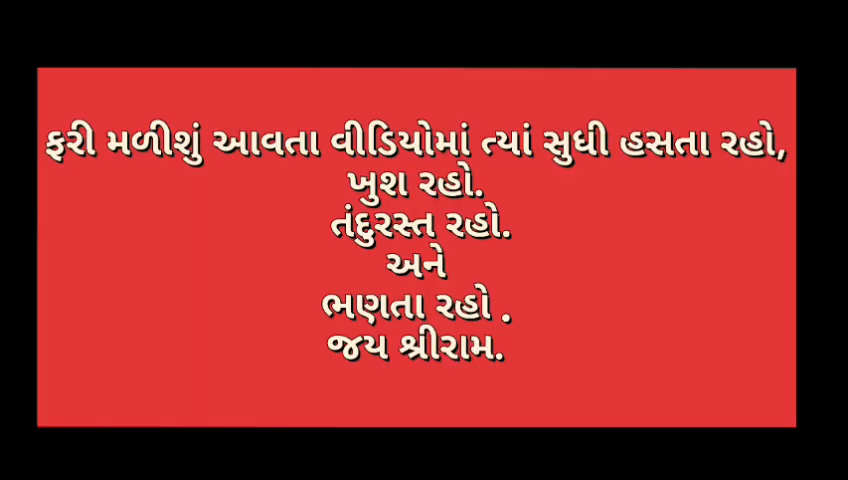 ફરી મળીશું આવતા વીડિયોમાં ત્યાં સુધી હસતા રહો,
ખુશ રહો.
તંદુરસ્ત રહો.
અને
ભણતા રહો .
જય શ્રીરામ.